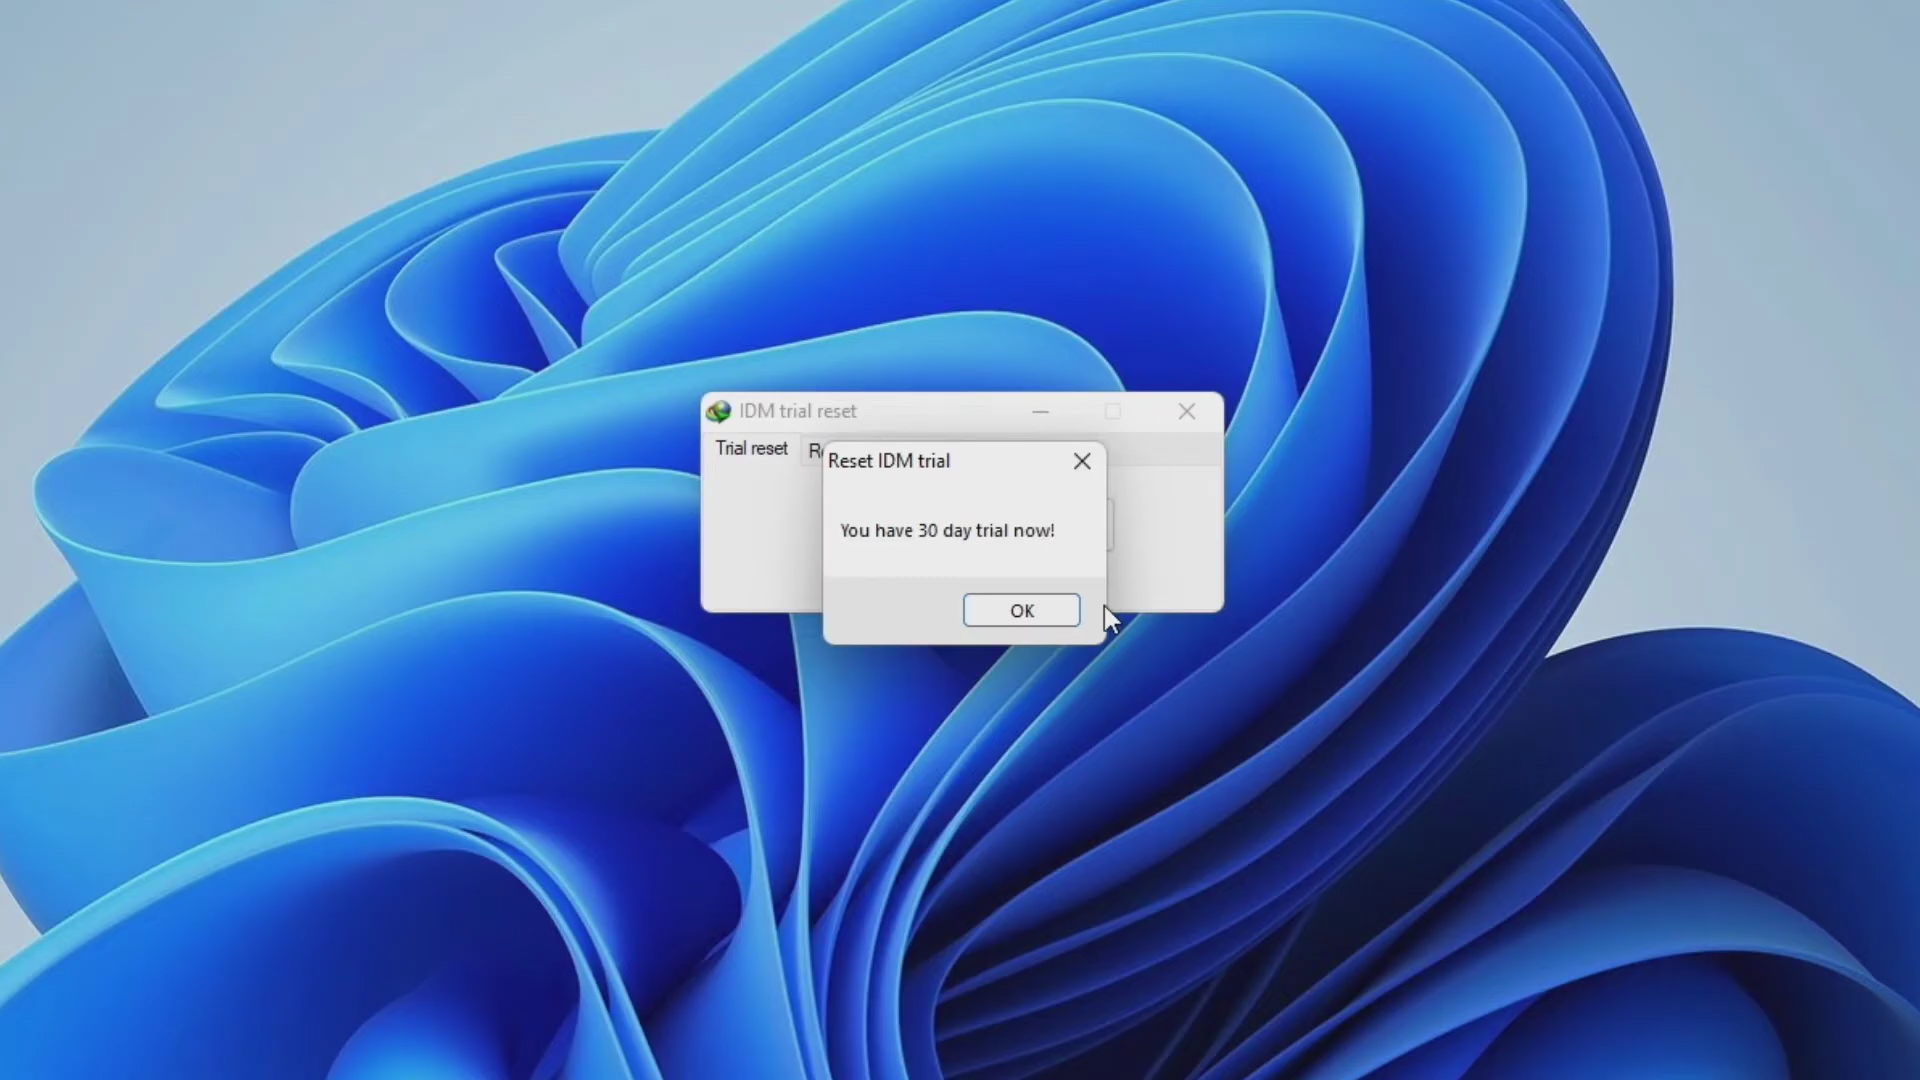 IDM trial reset
Trial reset
Reset IDM trial
You have 30 day trial now!
OK